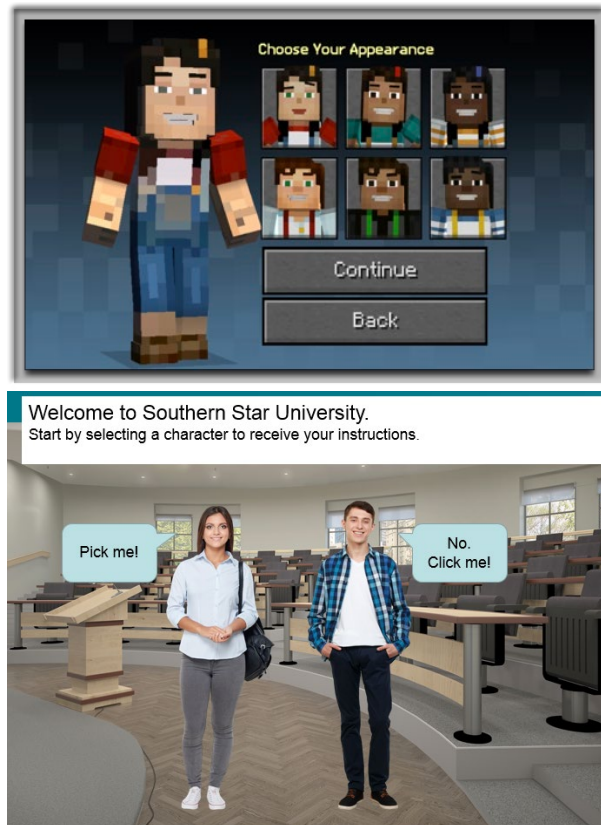 Choose Your Appearance
Continue
Back
Welcome to Southern Star University.
Start by selecting a character to receive your instructions.
Pick me!
No.
Click me!